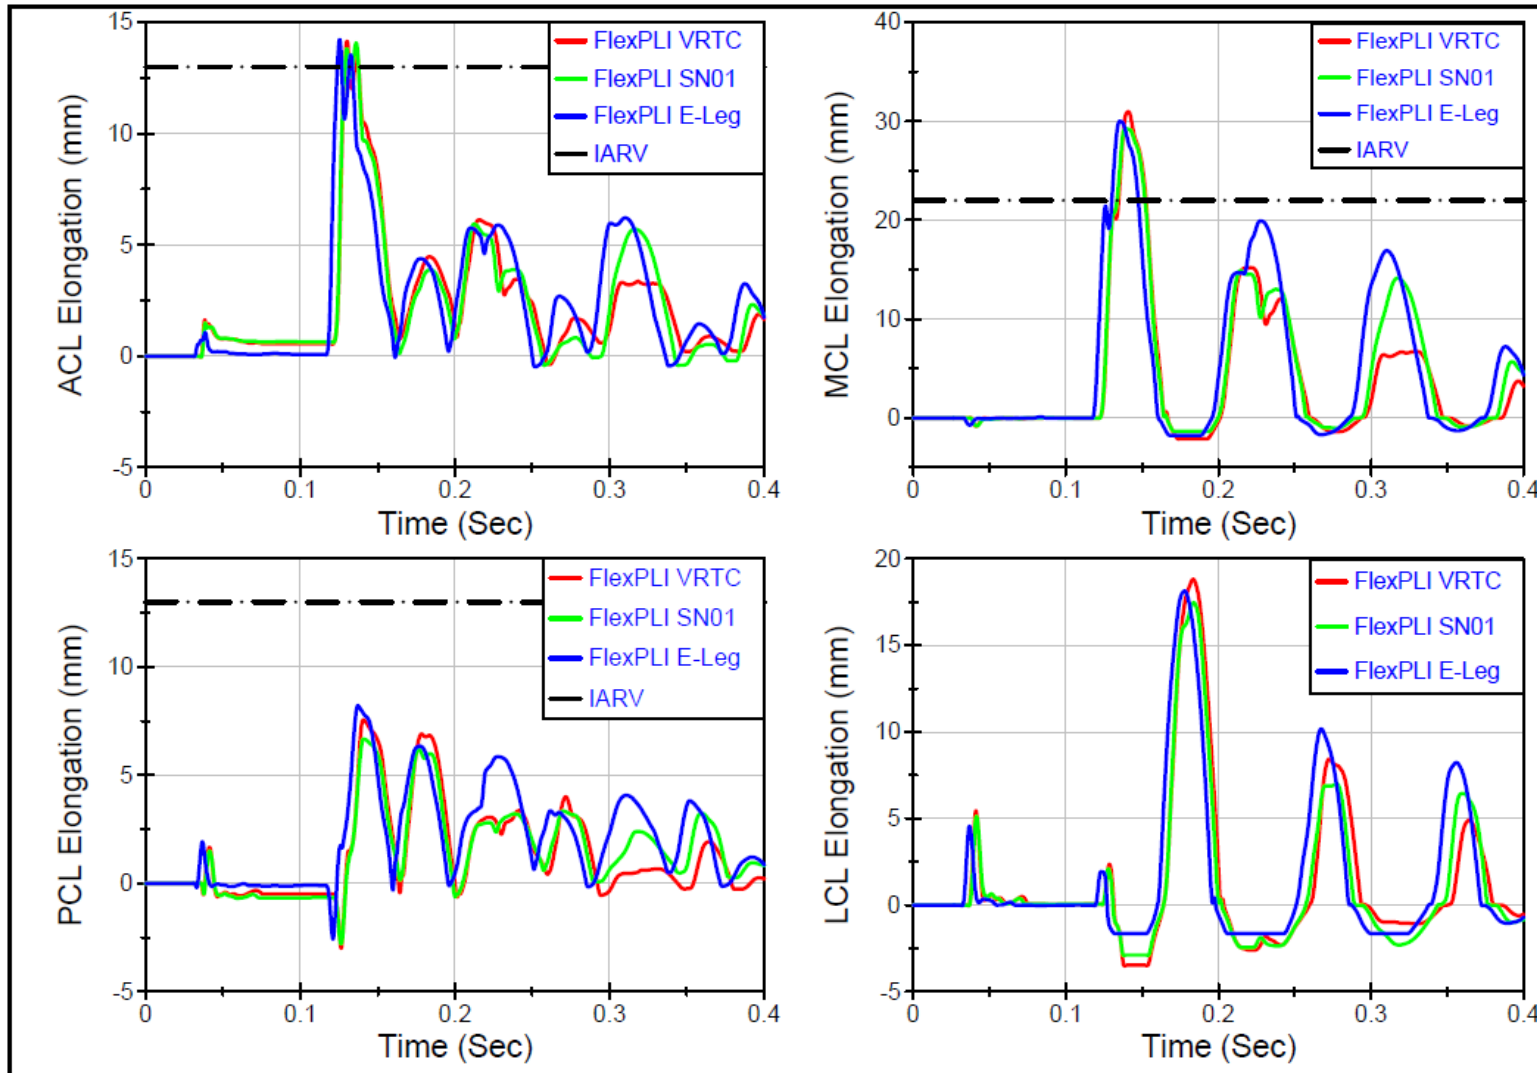 15
10
5
0
-5
ACL Elongation (mm)
FlexPLI VRTC
FlexPLI SN01
FlexPLI E-Leg
IARV
0 0.1 0.2 0.3 0.4
Time (Sec)
40
30
20
10
0
MCL Elongation (mm)
FlexPLI VRTC
FlexPLI SN01
FlexPLI E-Leg
IARV
0 0.1 0.2 0.3 0.4
Time (Sec)
15
10
5
0
-5
PCL Elongation (mm)
FlexPLI VRTC
FlexPLI SN01
FlexPLI E-Leg
IARV
0 0.1 0.2 0.3 0.4
Time (Sec)
20
15
10
5
0
-5
LCL Elongation (mm)
FlexPLI VRTC
FlexPLI SN01
FlexPLI E-Leg
0 0.1 0.2 0.3 0.4
Time (Sec)